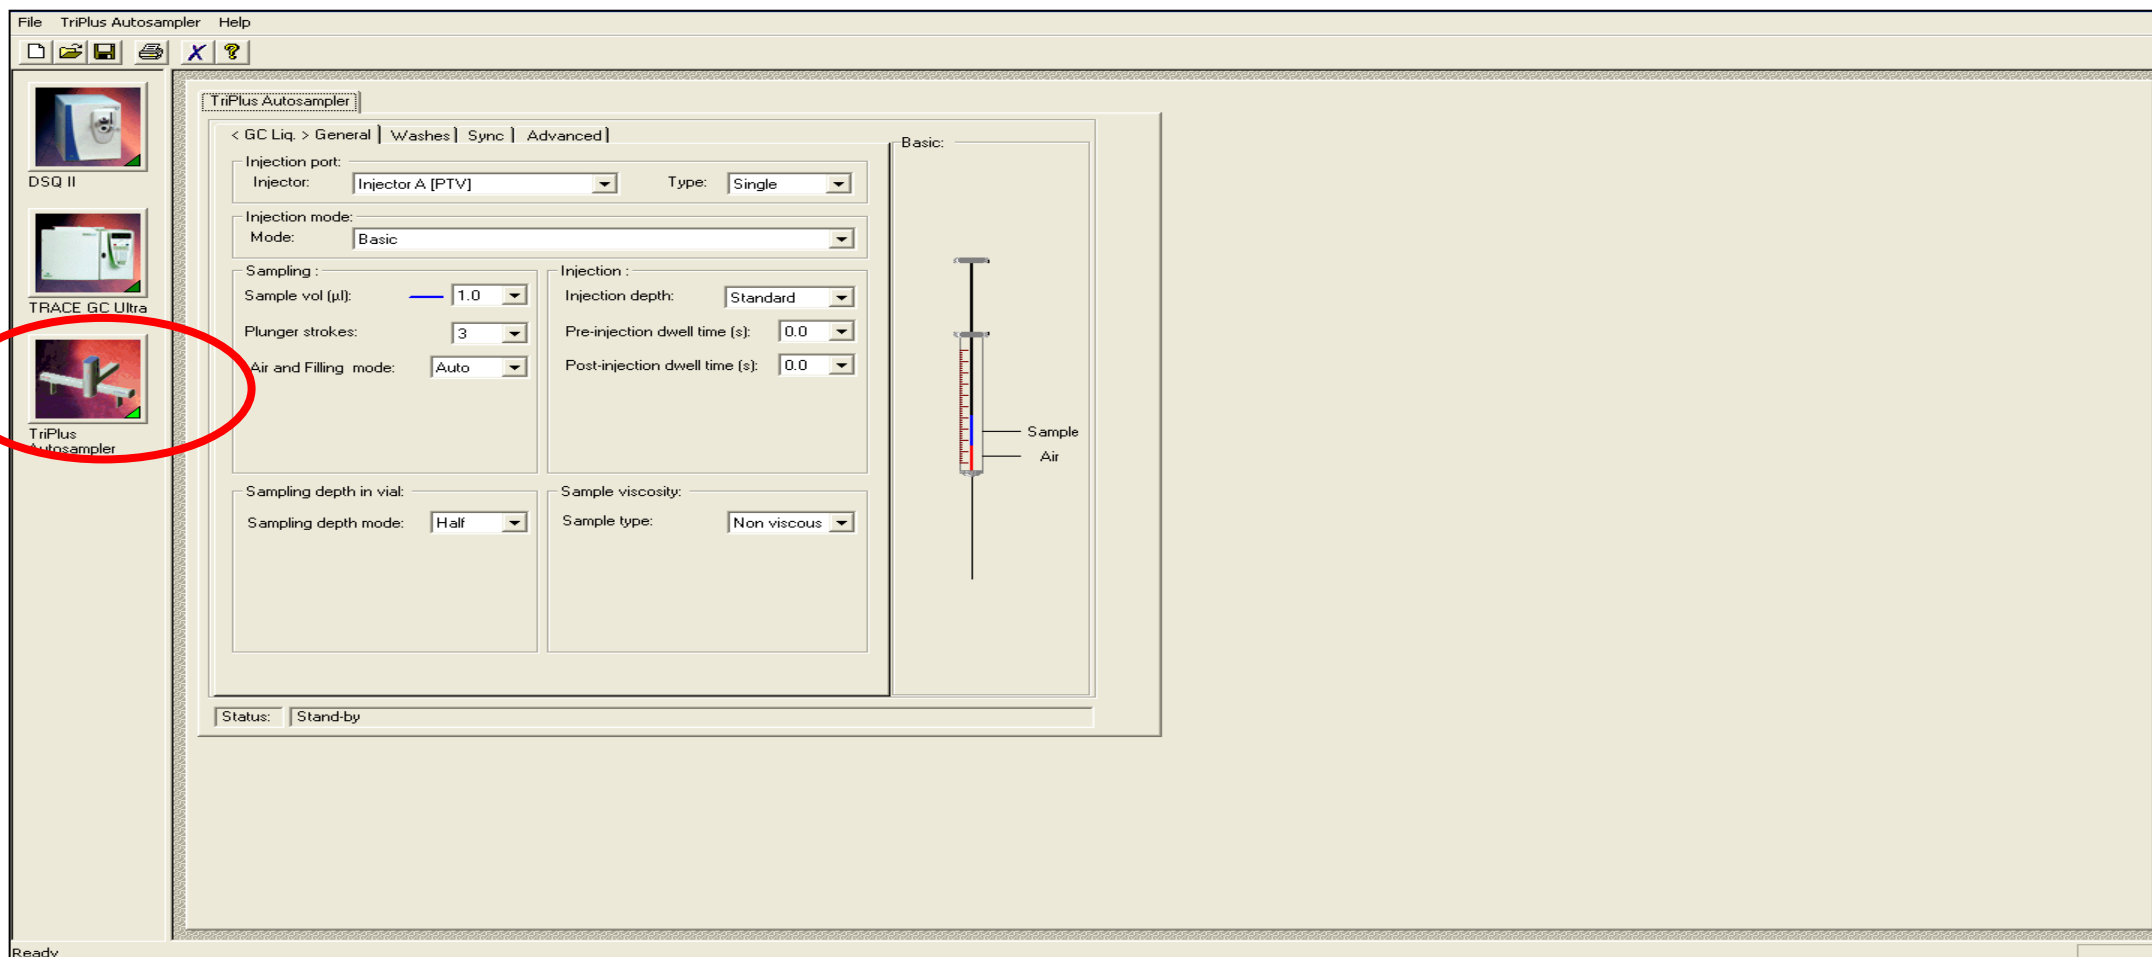 File TriPlus Autosampler Help
DSQ II
TRACE GC Ultra
TriPlus
Autosampler
TriPlus Autosampler
< GC Liq. > General Washes Sync Advanced
Injection port:
Injector: Injector A [PTV] Type: Single
Injection mode:
Mode: Basic
Sampling :
Sample vol (µl): 1.0
Plunger strokes: 3
Air and Filling mode: Auto
Injection :
Injection depth: Standard
Pre-injection dwell time (s): 0.0
Post-injection dwell time (s): 0.0
Sampling depth in vial:
Sampling depth mode: Half
Sample viscosity:
Sample type: Non viscous
Basic:
Sample
Air
Status: Stand-by
Ready